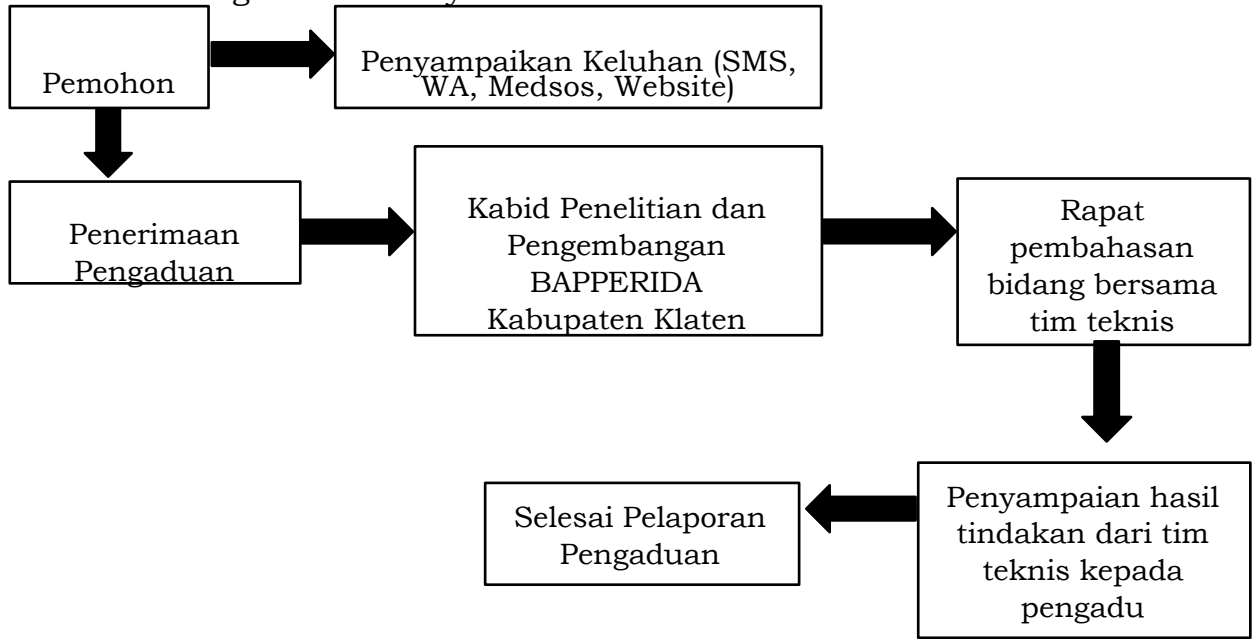 Pemohon
Penyampaikan Keluhan (SMS,
WA, Medsos, Website)
Penerimaan
Pengaduan
Kabid Penelitian dan
Pengembangan
BAPPERIDA
Kabupaten Klaten
Rapat
pembahasan
bidang bersama
tim teknis
Penyampaian hasil
tindakan dari tim
teknis kepada
pengadu
Selesai Pelaporan
Pengaduan